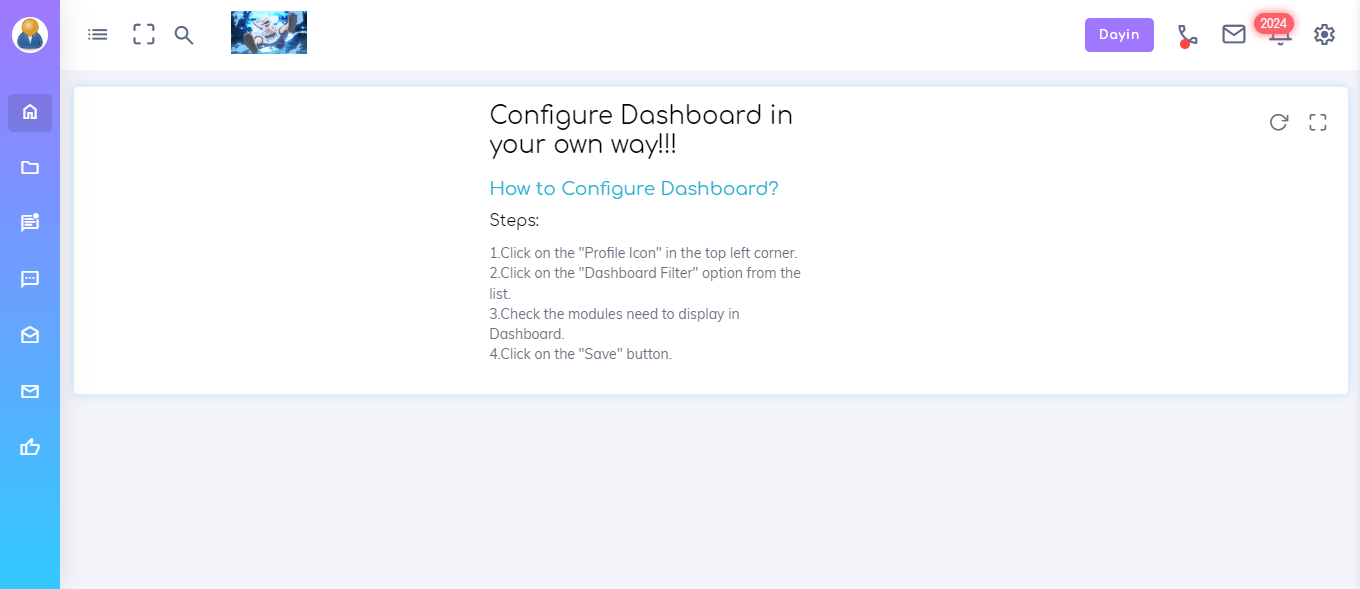 Dayin
2024
Configure Dashboard in
your own way!!!
How to Configure Dashboard?
Steps:
1.Click on the "Profile Icon" in the top left corner.
2.Click on the "Dashboard Filter" option from the
list.
3.Check the modules need to display in
Dashboard.
4.Click on the "Save" button.